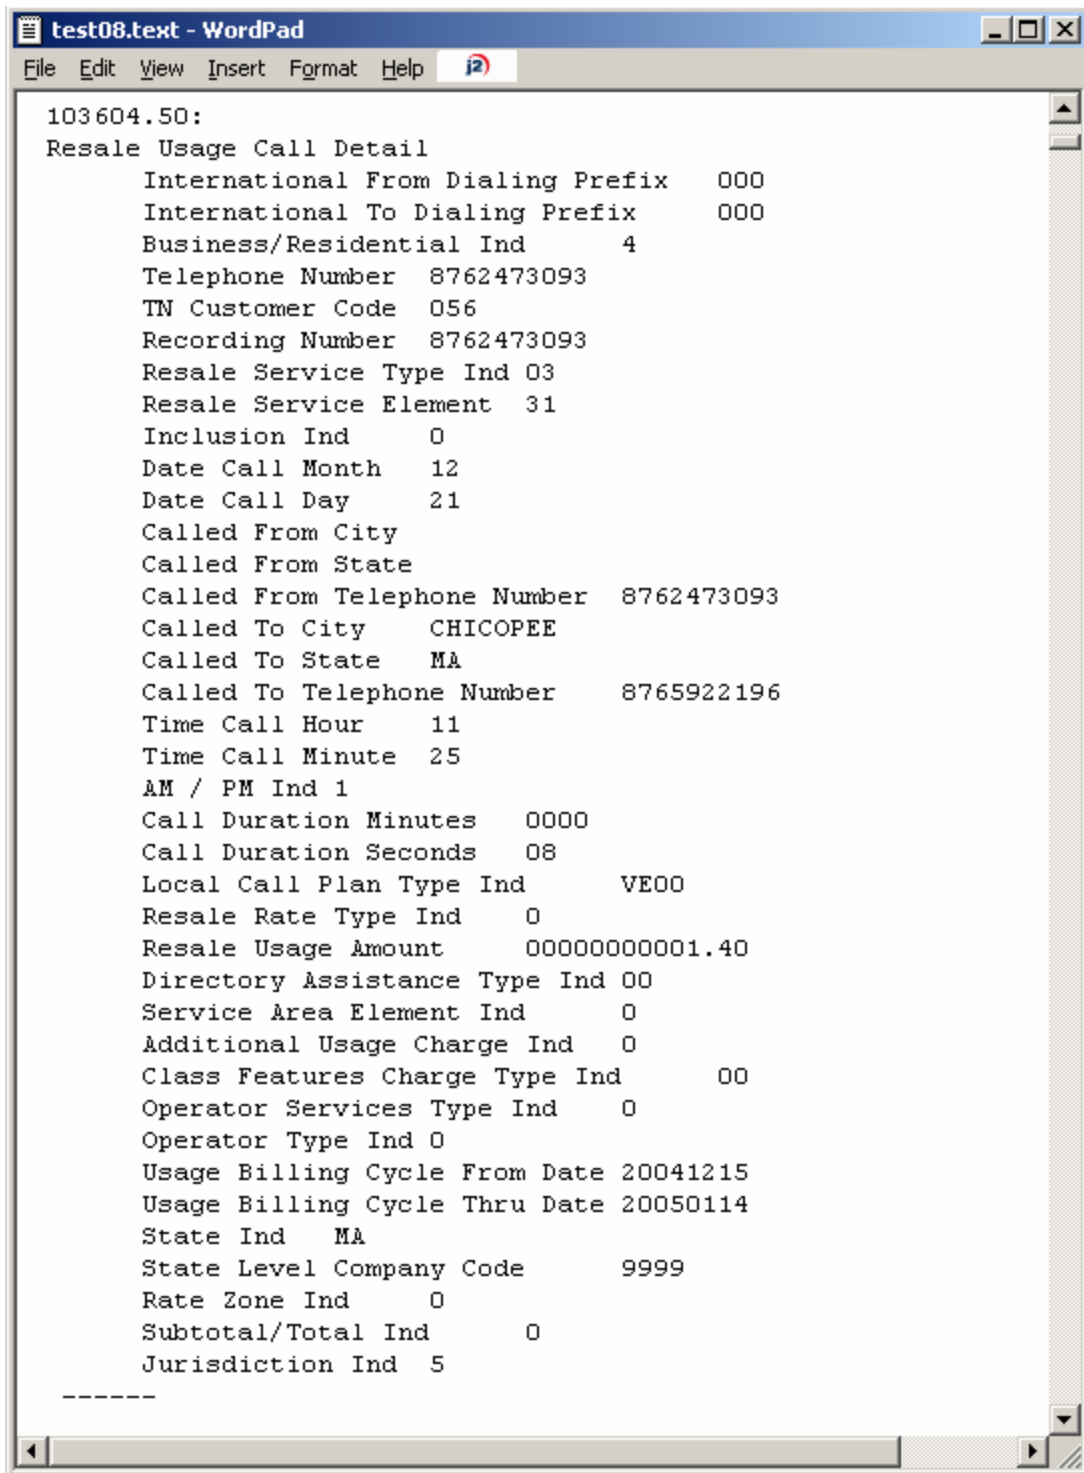 test08.text - WordPad
File Edit View Insert Format Help j2
103604.50:
Resale Usage Call Detail
International From Dialing Prefix 000
International To Dialing Prefix 000
Business/Residential Ind 4
Telephone Number 8762473093
TN Customer Code 056
Recording Number 8762473093
Resale Service Type Ind 03
Resale Service Element 31
Inclusion Ind 0
Date Call Month 12
Date Call Day 21
Called From City
Called From State
Called From Telephone Number 8762473093
Called To City CHICOPEE
Called To State MA
Called To Telephone Number 8765922196
Time Call Hour 11
Time Call Minute 25
AM / PM Ind 1
Call Duration Minutes 0000
Call Duration Seconds 08
Local Call Plan Type Ind VE00
Resale Rate Type Ind 0
Resale Usage Amount 00000000001.40
Directory Assistance Type Ind 00
Service Area Element Ind 0
Additional Usage Charge Ind 0
Class Features Charge Type Ind 00
Operator Services Type Ind 0
Operator Type Ind 0
Usage Billing Cycle From Date 20041215
Usage Billing Cycle Thru Date 20050114
State Ind MA
State Level Company Code 9999
Rate Zone Ind 0
Subtotal/Total Ind 0
Jurisdiction Ind 5
------